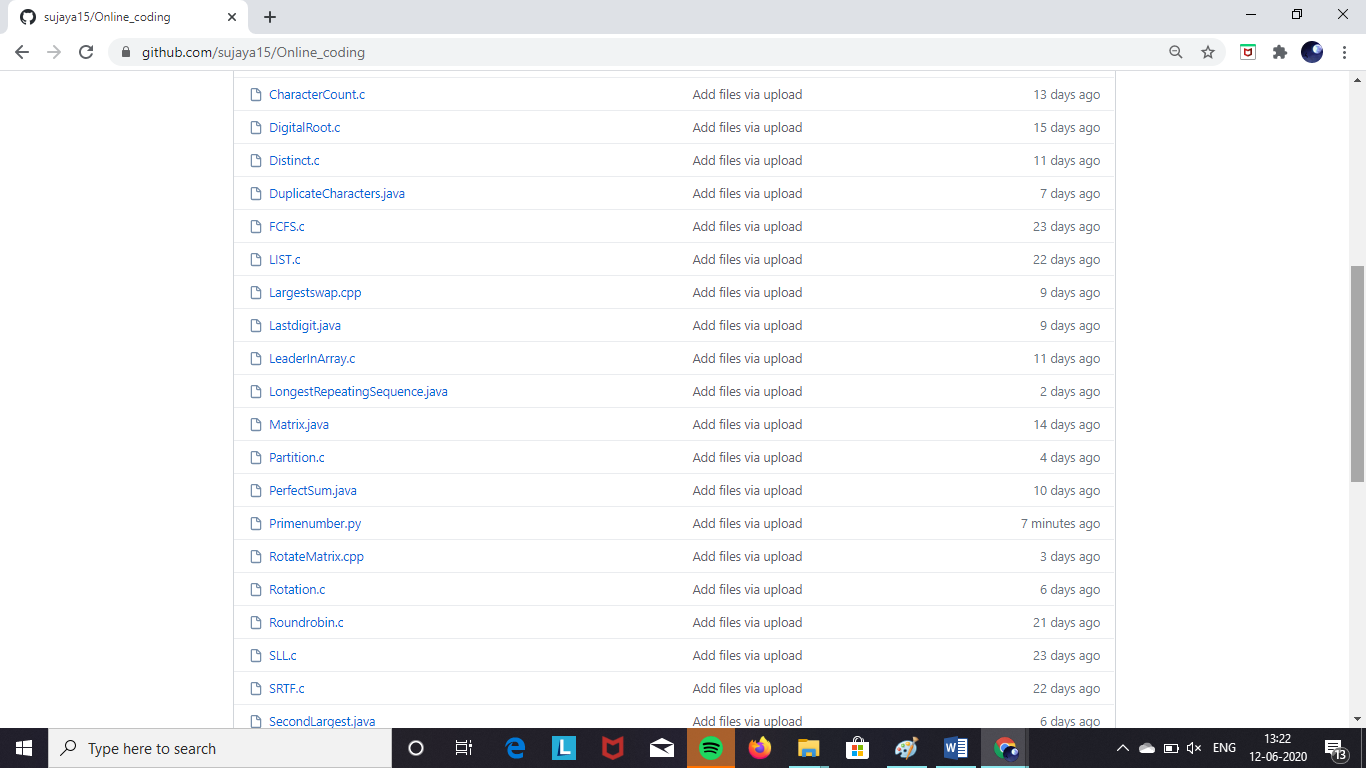 sujaya15/Online_coding
github.com/sujaya15/Online_coding
CharacterCount.c Add files via upload 13 days ago
DigitalRoot.c Add files via upload 15 days ago
Distinct.c Add files via upload 11 days ago
DuplicateCharacters.java Add files via upload 7 days ago
FCFS.c Add files via upload 23 days ago
LIST.c Add files via upload 22 days ago
Largestswap.cpp Add files via upload 9 days ago
Lastdigit.java Add files via upload 9 days ago
LeaderInArray.c Add files via upload 11 days ago
LongestRepeatingSequence.java Add files via upload 2 days ago
Matrix.java Add files via upload 14 days ago
Partition.c Add files via upload 4 days ago
PerfectSum.java Add files via upload 10 days ago
Primenumber.py Add files via upload 7 minutes ago
RotateMatrix.cpp Add files via upload 3 days ago
Rotation.c Add files via upload 6 days ago
Roundrobin.c Add files via upload 21 days ago
SLL.c Add files via upload 23 days ago
SRTF.c Add files via upload 22 days ago
SecondLargest.java Add files via upload 6 days ago
Type here to search L W ENG 13:22
12-06-2020 13